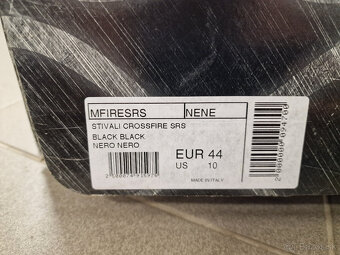 MFIRESRS NENE
STIVALI CROSSFIRE SRS
BLACK BLACK
NERO NERO
EUR 44
US 10
MADE IN ITALY